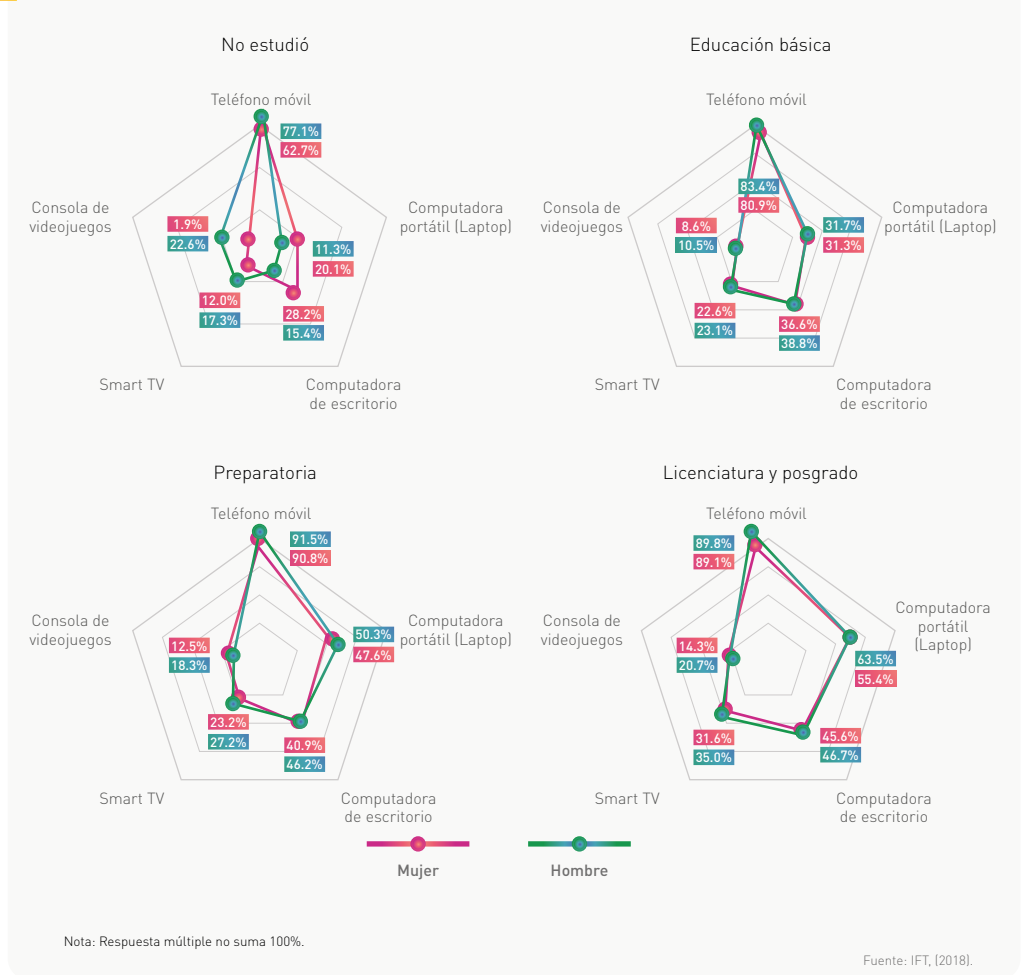 No estudió
Teléfono móvil
77.1%
62.7%
Consola de
videojuegos
1.9%
22.6%
Computadora
portátil (Laptop)
11.3%
20.1%
12.0%
17.3%
28.2%
15.4%
Smart TV
Computadora
de escritorio
Educación básica
Teléfono móvil
83.4%
80.9%
Consola de
videojuegos
8.6%
10.5%
Computadora
portátil (Laptop)
31.7%
31.3%
22.6%
23.1%
36.6%
38.8%
Smart TV
Computadora
de escritorio
Preparatoria
Teléfono móvil
91.5%
90.8%
Consola de
videojuegos
12.5%
18.3%
Computadora
portátil (Laptop)
50.3%
47.6%
23.2%
27.2%
40.9%
46.2%
Smart TV
Computadora
de escritorio
Licenciatura y posgrado
Teléfono móvil
89.8%
89.1%
Consola de
videojuegos
14.3%
20.7%
Computadora
portátil
(Laptop)
63.5%
55.4%
31.6%
35.0%
45.6%
46.7%
Smart TV
Computadora
de escritorio
Mujer
Hombre
Nota: Respuesta múltiple no suma 100%.
Fuente: IFT, (2018).